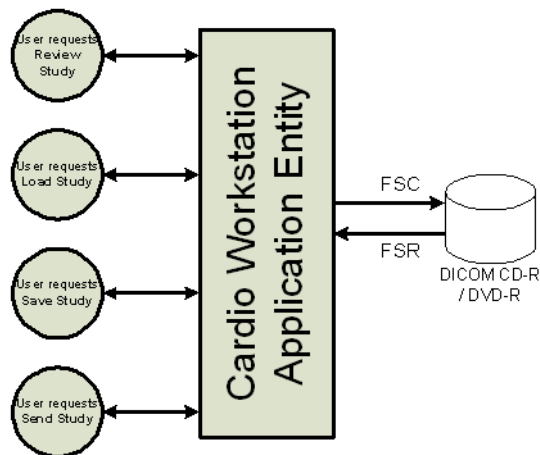 User requests
Review
Study
User requests
Load Study
User requests
Save Study
User requests
Send Study
Cardio Workstation
Application Entity
FSC
FSR
DICOM CD-R
/ DVD-R